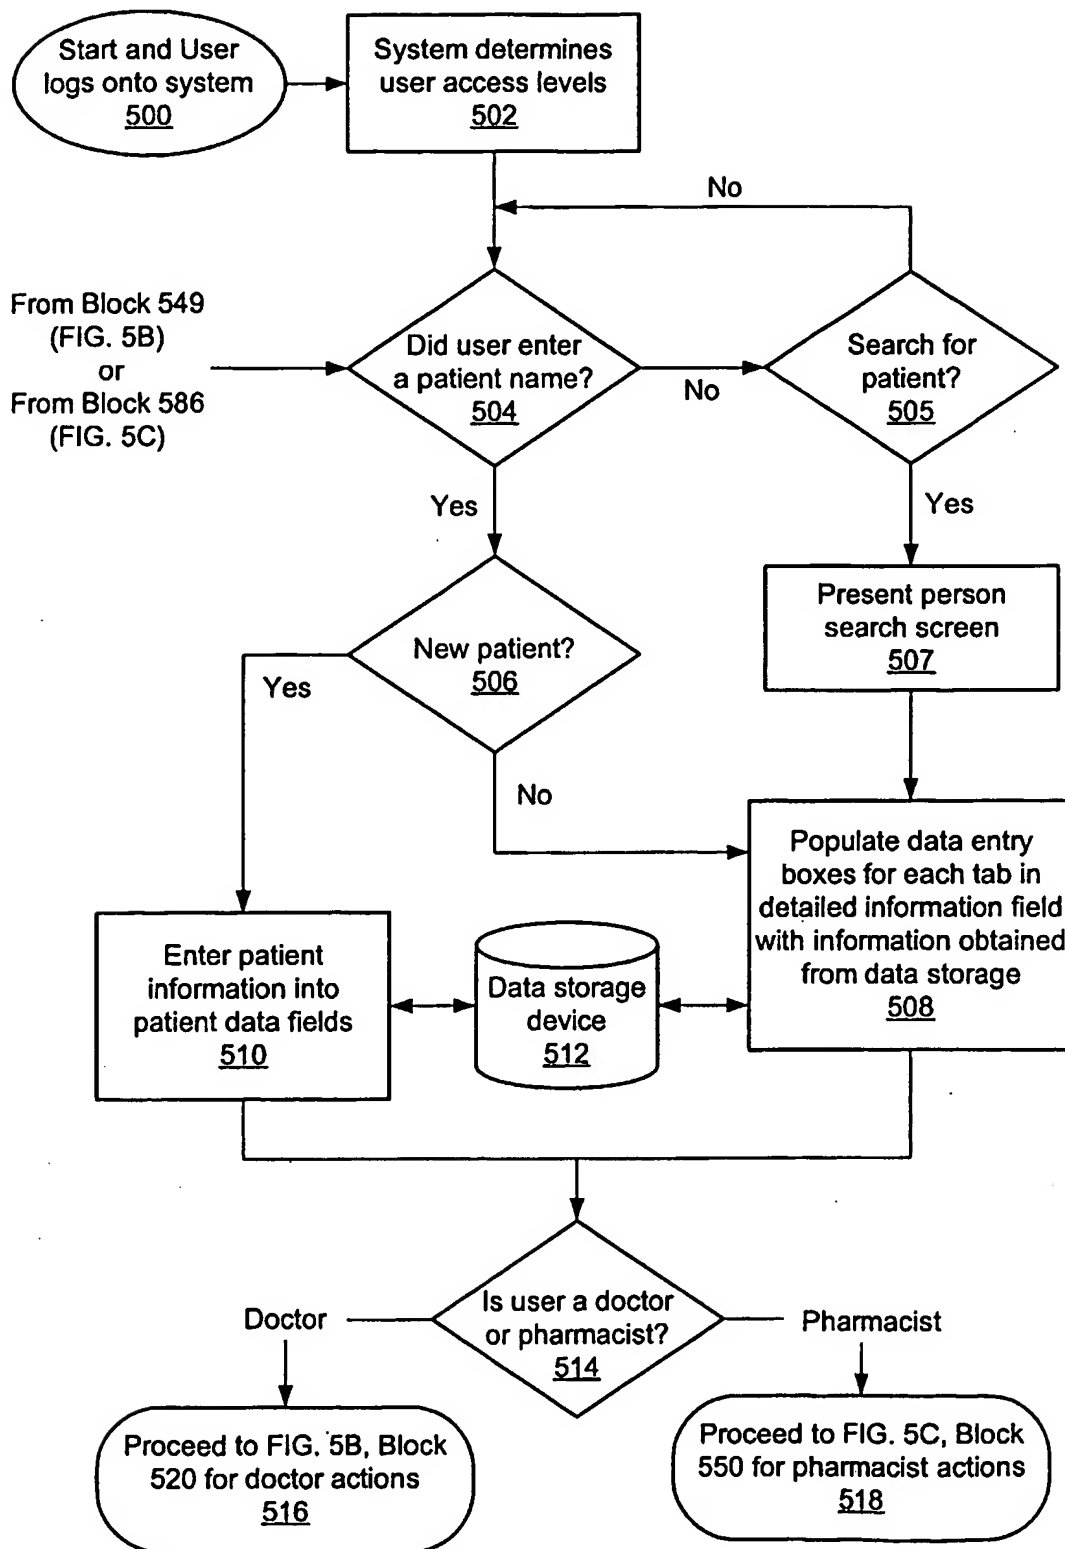 Start and User
logs onto system
500
System determines
user access levels
502
No
From Block 549
(FIG. 5B)
or
From Block 586
(FIG. 5C)
Did user enter
a patient name?
504
No
Search for
patient?
505
Yes
Yes
New patient?
506
Present person
search screen
507
Yes
No
Populate data entry
boxes for each tab in
detailed information field
with information obtained
from data storage
508
Enter patient
information into
patient data fields
510
Data storage
device
512
Is user a doctor
or pharmacist?
514
Doctor
Pharmacist
Proceed to FIG. 5B, Block
520 for doctor actions
516
Proceed to FIG. 5C, Block
550 for pharmacist actions
518